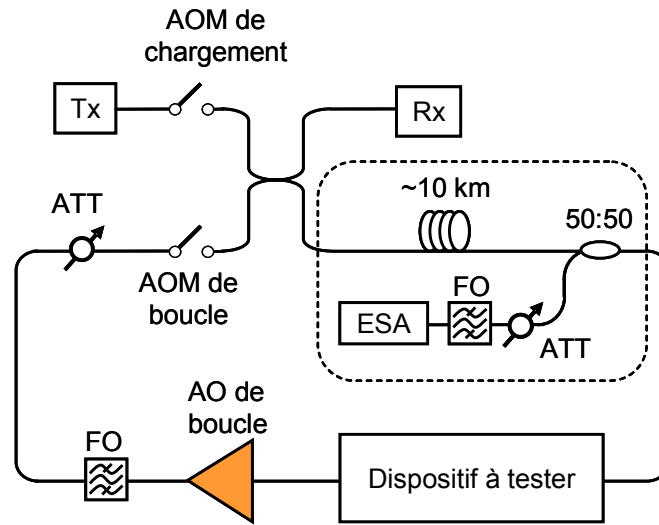 AOM de
chargement
Tx
Rx
ATT
~10 km
50:50
AOM de
boucle
FO
ESA
ATT
AO de
boucle
FO
Dispositif à tester